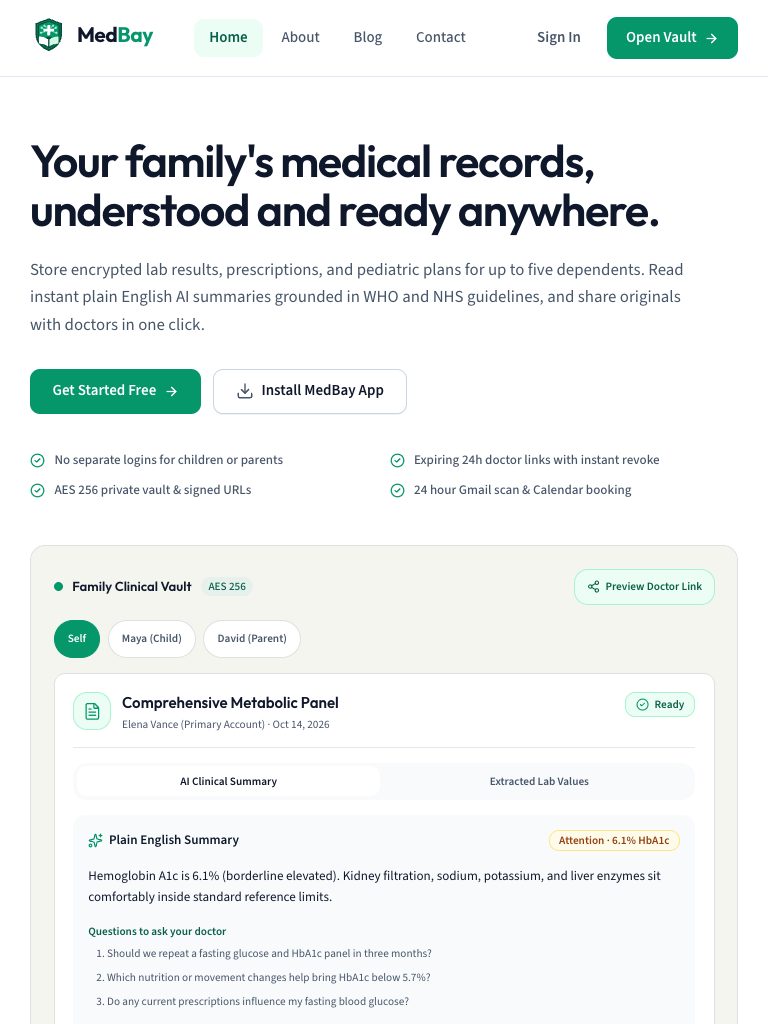 MedBay
Home
About
Blog
Contact
Sign In
Open Vault
Your family's medical records,
understood and ready anywhere.
Store encrypted lab results, prescriptions, and pediatric plans for up to five dependents. Read
instant plain English AI summaries grounded in WHO and NHS guidelines, and share originals
with doctors in one click.
Get Started Free
Install MedBay App
No separate logins for children or parents
Expiring 24h doctor links with instant revoke
AES 256 private vault & signed URLs
24 hour Gmail scan & Calendar booking
Family Clinical Vault
AES 256
Preview Doctor Link
Self
Maya (Child)
David (Parent)
Comprehensive Metabolic Panel
Elena Vance (Primary Account) · Oct 14, 2026
Ready
AI Clinical Summary
Extracted Lab Values
Plain English Summary
Attention · 6.1% HbA1c
Hemoglobin A1c is 6.1% (borderline elevated). Kidney filtration, sodium, potassium, and liver enzymes sit
comfortably inside standard reference limits.
Questions to ask your doctor
1. Should we repeat a fasting glucose and HbA1c panel in three months?
2. Which nutrition or movement changes help bring HbA1c below 5.7%?
3. Do any current prescriptions influence my fasting blood glucose?